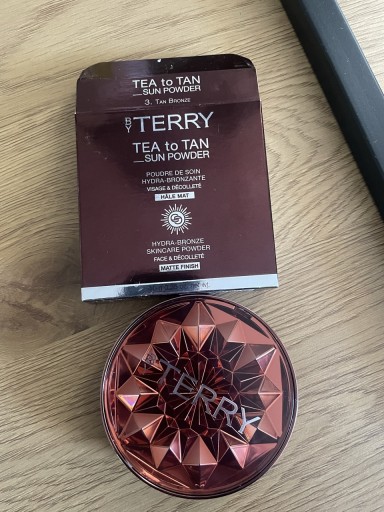 TEA to TAN
SUN POWDER
3. TAN BRONZE
BY TERRY
TEA to TAN
SUN POWDER
POUDRE DE SOIN
HYDRA-BRONZANTE
VISAGE & DÉCOLLETÉ
HÂLE MAT
HYDRA-BRONZE
SKINCARE POWDER
FACE & DÉCOLLETÉ
MATTE FINISH
BY TERRY